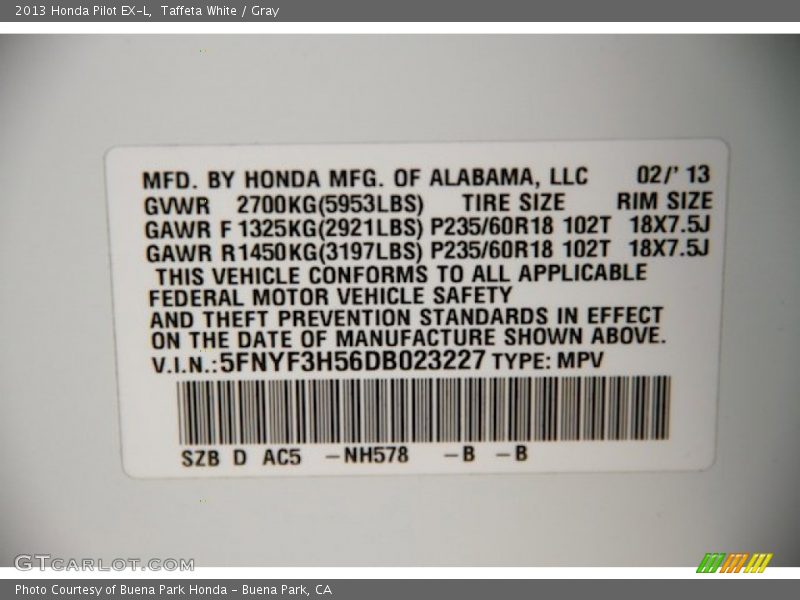 2013 Honda Pilot EX-L, Taffeta White / Gray
MFD. BY HONDA MFG. OF ALABAMA, LLC 02/' 13
GVWR 2700KG(5953LBS) TIRE SIZE RIM SIZE
GAWR F 1325KG(2921LBS) P235/60R18 102T 18X7.5J
GAWR R 1450KG(3197LBS) P235/60R18 102T 18X7.5J
THIS VEHICLE CONFORMS TO ALL APPLICABLE
FEDERAL MOTOR VEHICLE SAFETY
AND THEFT PREVENTION STANDARDS IN EFFECT
ON THE DATE OF MANUFACTURE SHOWN ABOVE.
V.I.N.:5FNYF3H56DB023227 TYPE: MPV
SZB D AC5 -NH578 -B -B
GTCARLOT.COM
Photo Courtesy of Buena Park Honda - Buena Park, CA